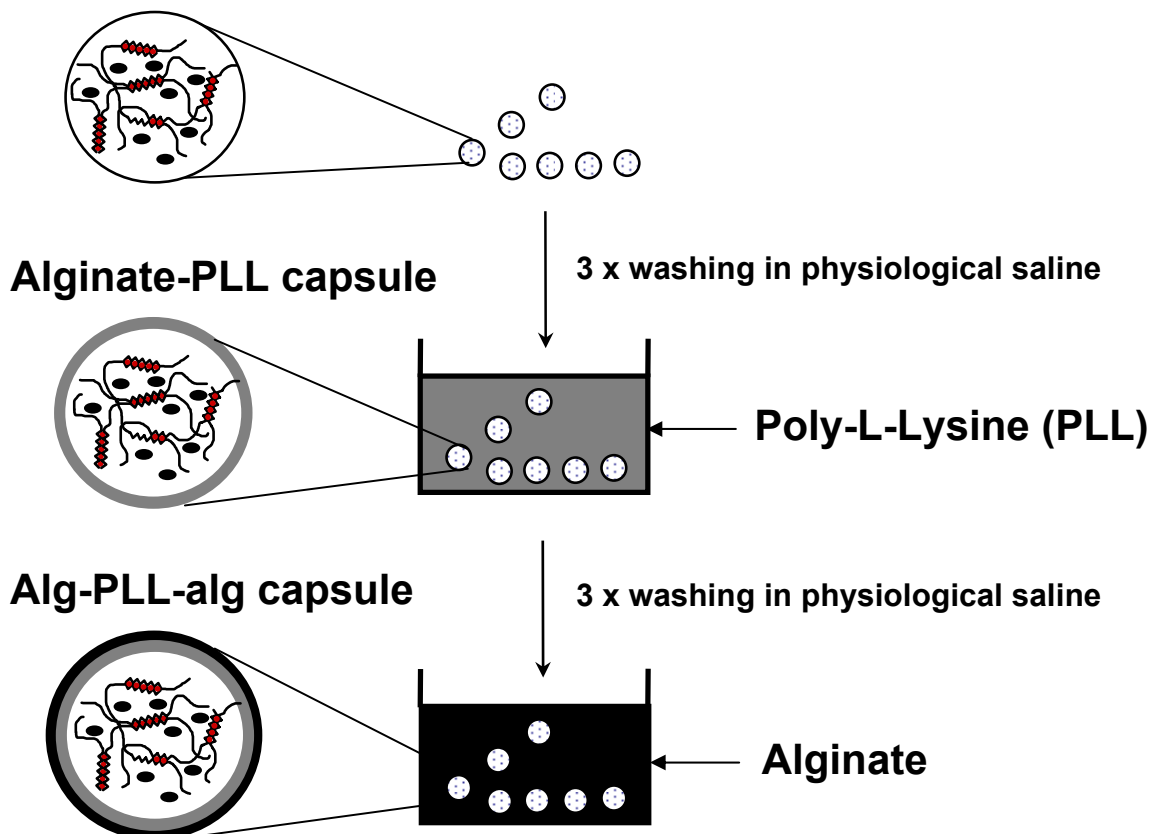 3 x washing in physiological saline
Alginate-PLL capsule
Poly-L-Lysine (PLL)
Alg-PLL-alg capsule
3 x washing in physiological saline
Alginate